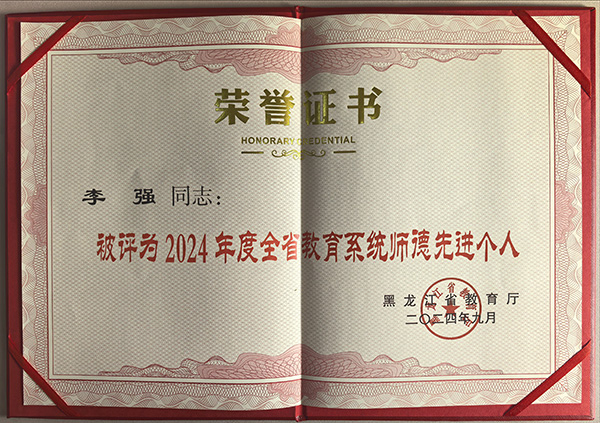 荣誉证书
HONORARY CREDENTIAL
李 强 同志：
被评为2024年度全省教育系统师德先进个人
黑龙江省教育厅
二〇二四年九月